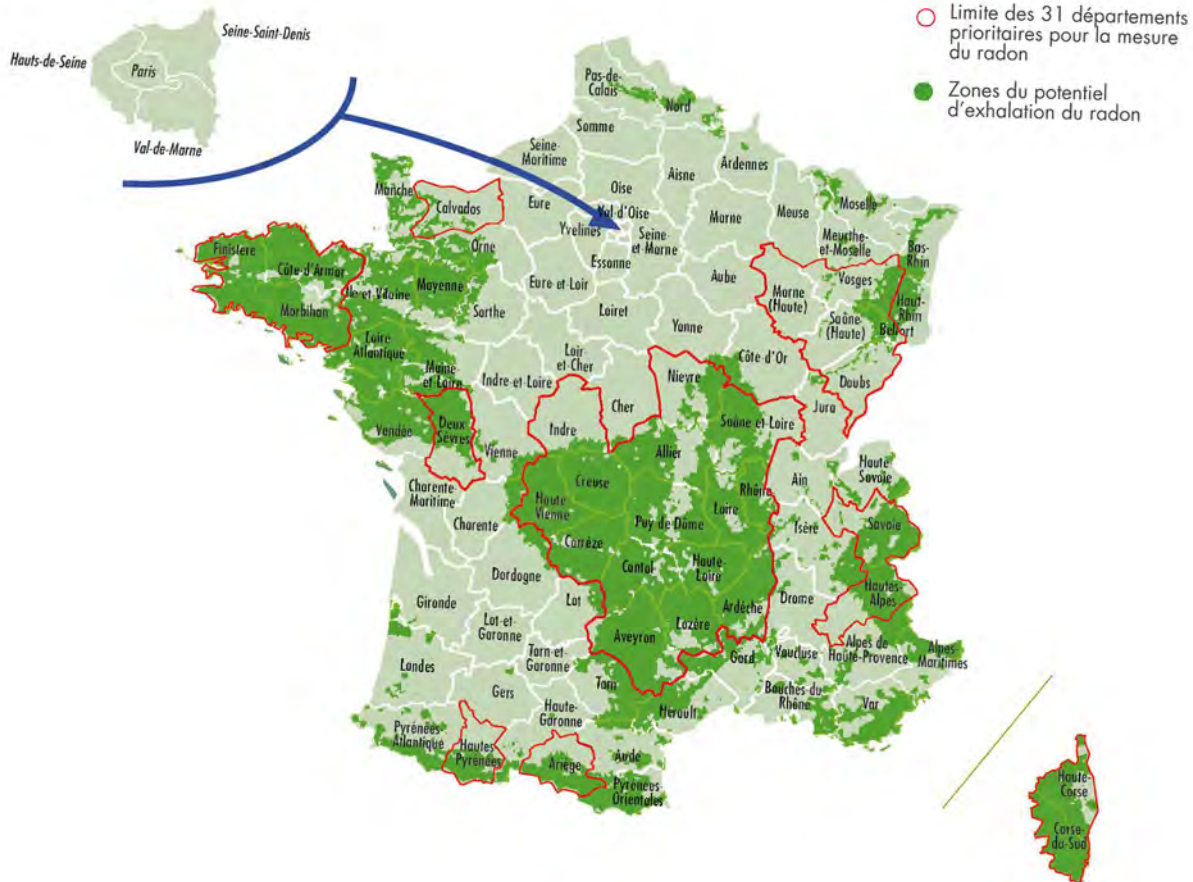 Seine-Saint-Denis
Hauts-de-Seine
Paris
Val-de-Marne
Limite des 31 départements
prioritaires pour la mesure
du radon
Zones du potentiel
d'exhalation du radon
Pas-de-
Calais
Nord
Somme
Seine-
Maritime
Oise
Aisne
Ardennes
Manche
Calvados
Eure
Val d'Oise
Yvelines
Seine-
et-Marne
Essonne
Marne
Meuse
Moselle
Meurthe-
et-Moselle
Bas-
Rhin
Finistere
Côte-d'Armor
Morbihan
Ile et Vilaine
Orne
Mayenne
Eure-et-Loir
Sarthe
Loiret
Aube
Marne
(Haute)
Vosges
Haut-
Rhin
Saône-
(Haute)
Belfort
Yonne
Loire
Atlantique
Maine-
et-Loire
Indre-et-Loire
Loir-
et-Cher
Cher
Nievre
Côte-d'Or
Doubs
Jura
Vendée
Deux
Sèvres
Vienne
Indre
Saône et-Loire
Allier
Charente-
Maritime
Charente
Haute
Vienne
Creuse
Puy de Dôme
Loire
Rhône
Ain
Haute
Savoie
Savoie
Isère
Corrèze
Cantal
Haute-
Loire
Dordogne
Gironde
Lot
Lot-et-
Garonne
Aveyron
Lozère
Ardèche
Drome
Hautes-
Alpes
Alpes de
Haute-Provence
Alpes-
Maritimes
Landes
Tarn-et-
Garonne
Tarn
Gard
Vaucluse
Gers
Haute-
Garonne
Hérault
Bouches-du
Rhône
Var
Pyrénées-
Atlantique
Hautes
Pyrénées
Ariège
Aude
Pyrénées-
Orientales
Haute-
Corse
Corse-
du-Sud